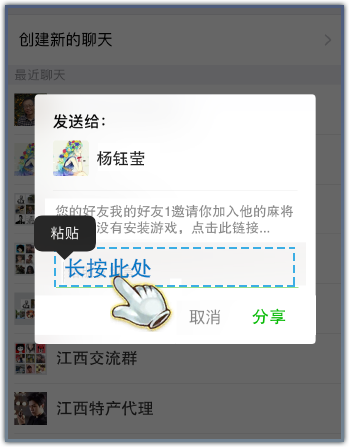 创建新的聊天
最近聊天
发送给：
杨钰莹
您的好友我的好友1邀请你加入他的麻将
没有安装游戏，点击此链接...
粘贴
长按此处
取消
分享
江西交流群
江西特产代理